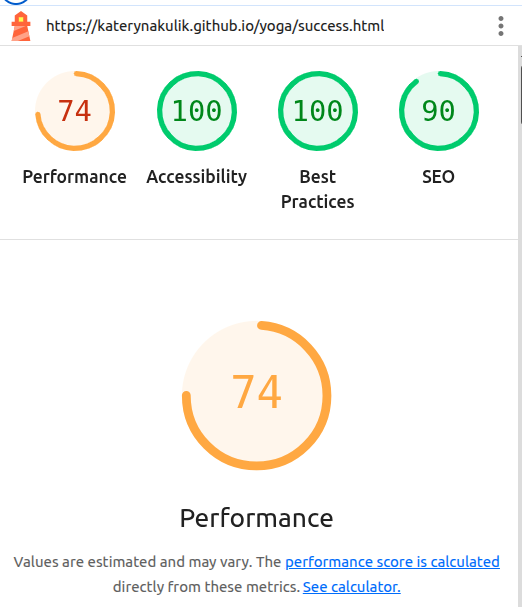 https://katerynakulik.github.io/yoga/success.html
74 100 100 90
Performance Accessibility Best Practices SEO
74
Performance
Values are estimated and may vary. The performance score is calculated
directly from these metrics. See calculator.